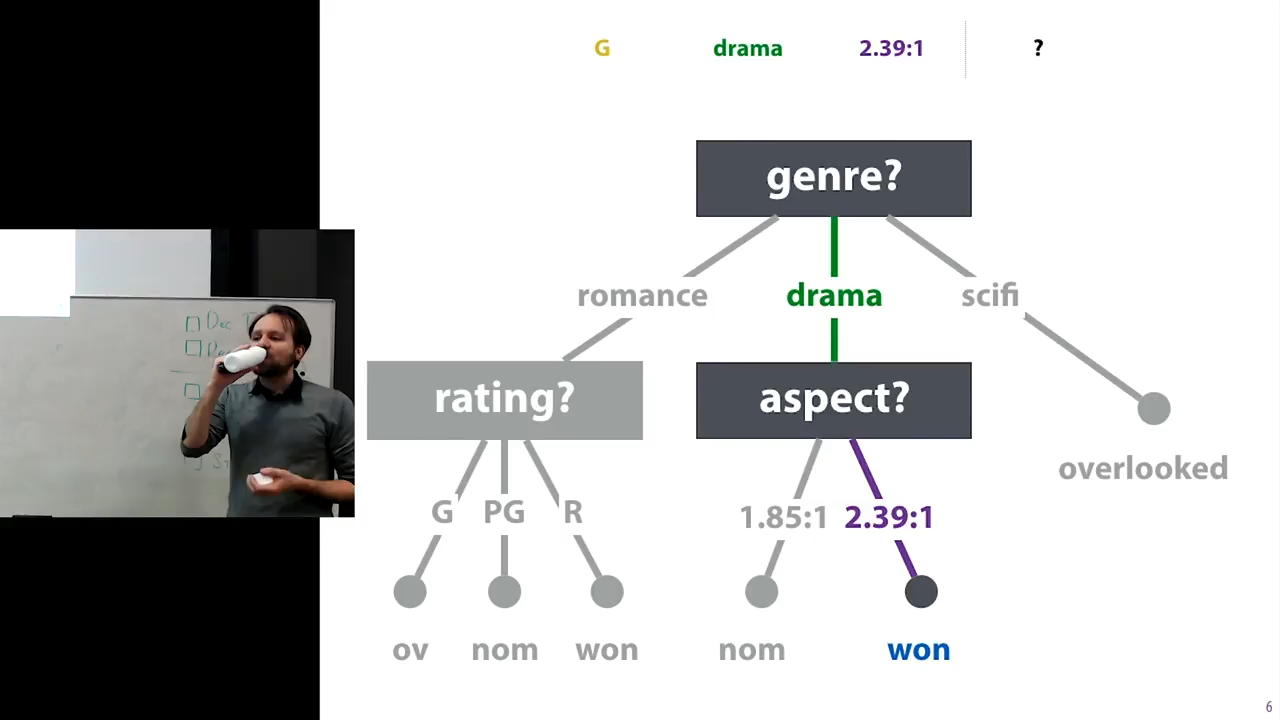 G drama 2.39:1 ?
genre?
romance drama scifi
rating? aspect?
overlooked
G PG R 1.85:1 2.39:1
ov nom won nom won
Dec
6